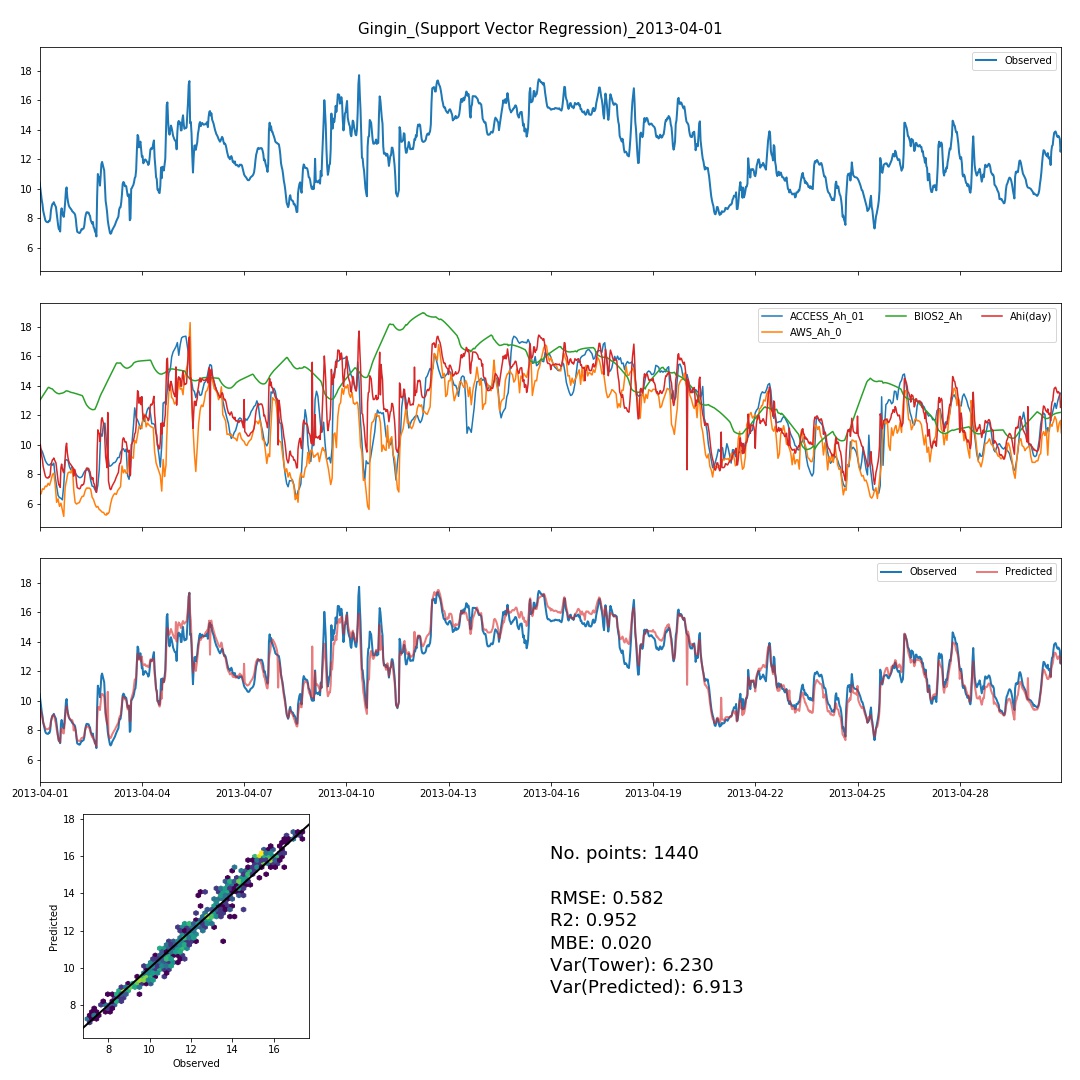 Gingin_(Support Vector Regression)_2013-04-01
Observed
18
16
14
12
10
8
6
ACCESS_Ah_01 BIOS2_Ah Ahi(day)
AWS_Ah_0
18
16
14
12
10
8
6
Observed Predicted
18
16
14
12
10
8
6
2013-04-01 2013-04-04 2013-04-07 2013-04-10 2013-04-13 2013-04-16 2013-04-19 2013-04-22 2013-04-25 2013-04-28
18
16
14
12
10
8
Predicted
8 10 12 14 16
Observed
No. points: 1440
RMSE: 0.582
R2: 0.952
MBE: 0.020
Var(Tower): 6.230
Var(Predicted): 6.913